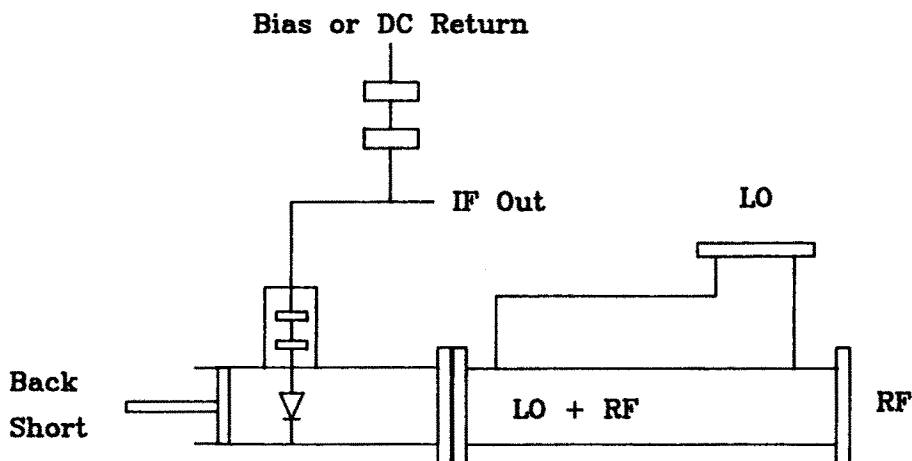 Bias or DC Return
IF Out
LO
Back
Short
LO + RF
RF